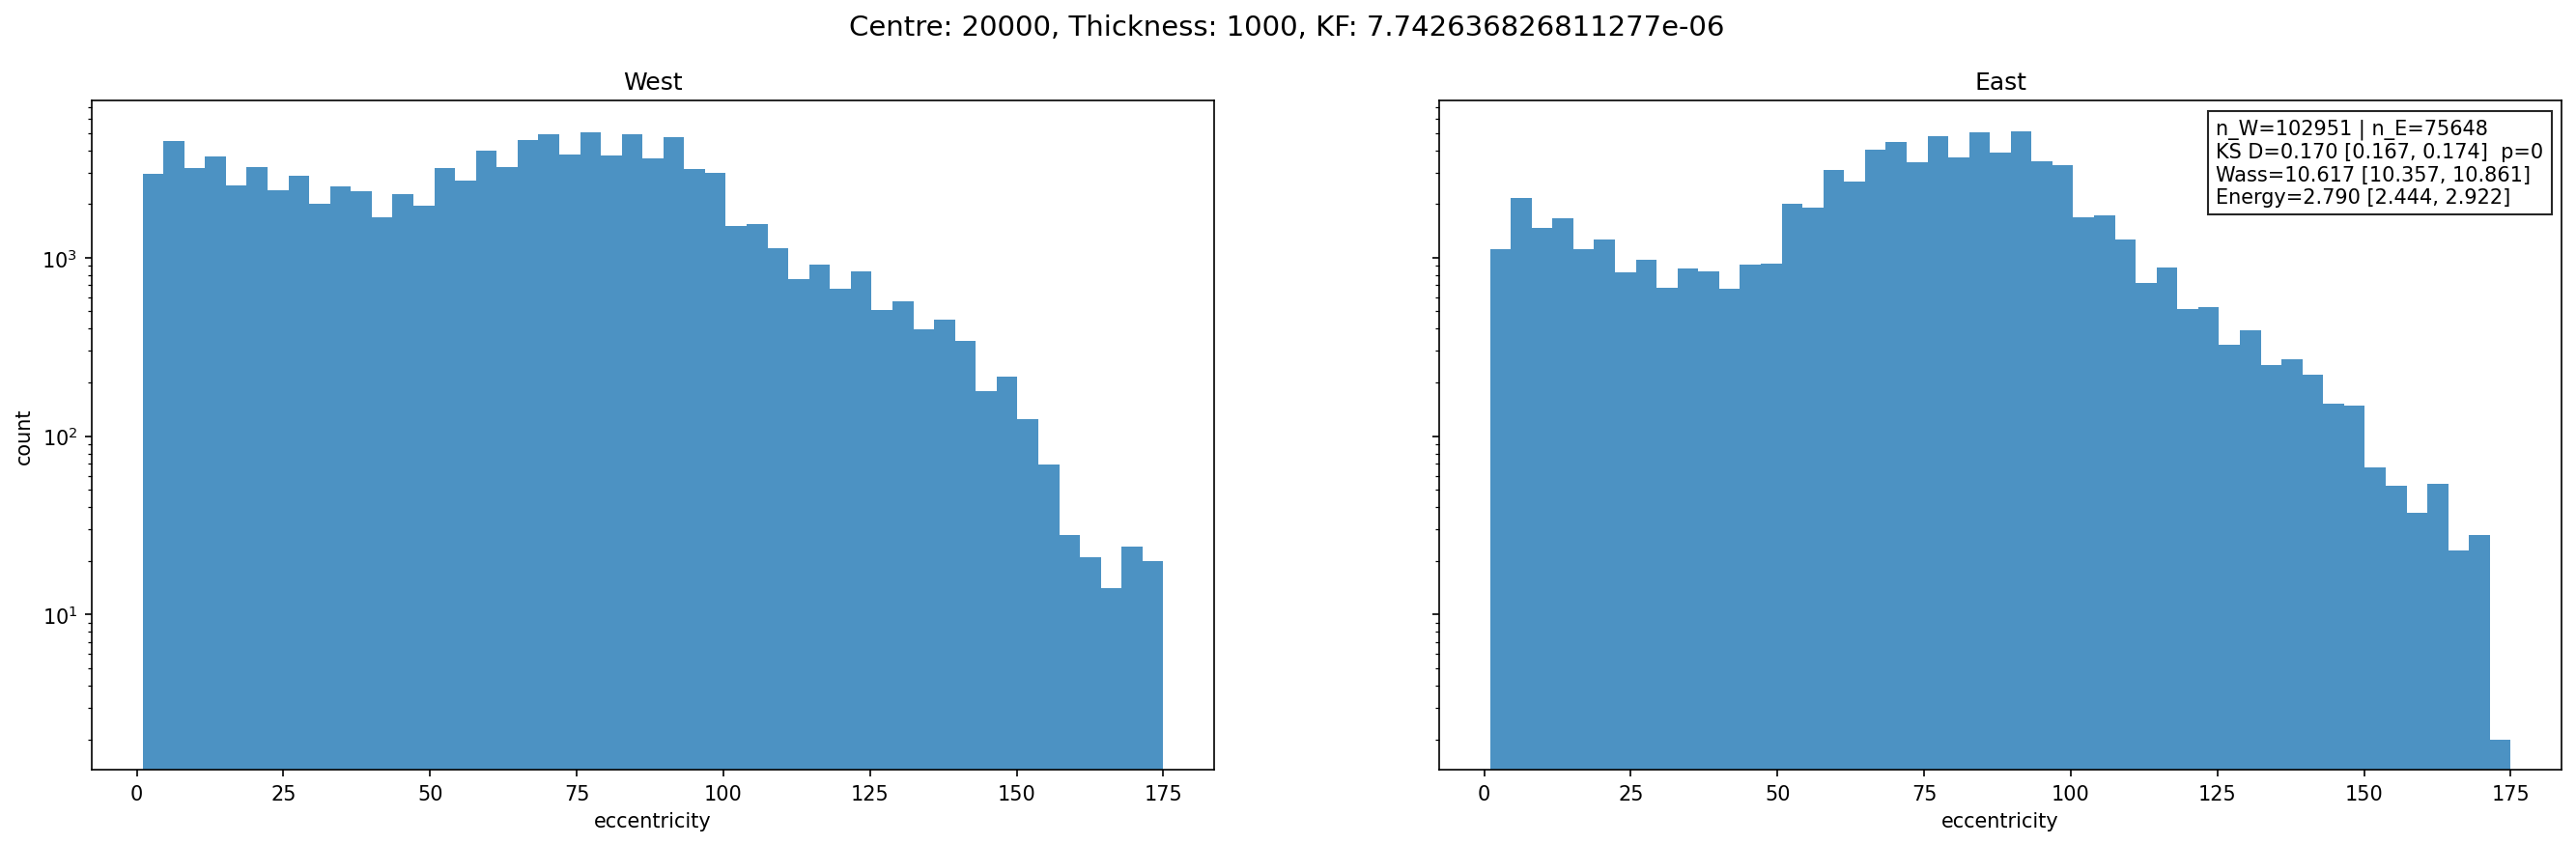 Centre: 20000, Thickness: 1000, KF: 7.742636826811277e-06
West
10³
10²
10¹
count
0 25 50 75 100 125 150 175
eccentricity
East
n_W=102951 | n_E=75648
KS D=0.170 [0.167, 0.174]  p=0
Wass=10.617 [10.357, 10.861]
Energy=2.790 [2.444, 2.922]
0 25 50 75 100 125 150 175
eccentricity